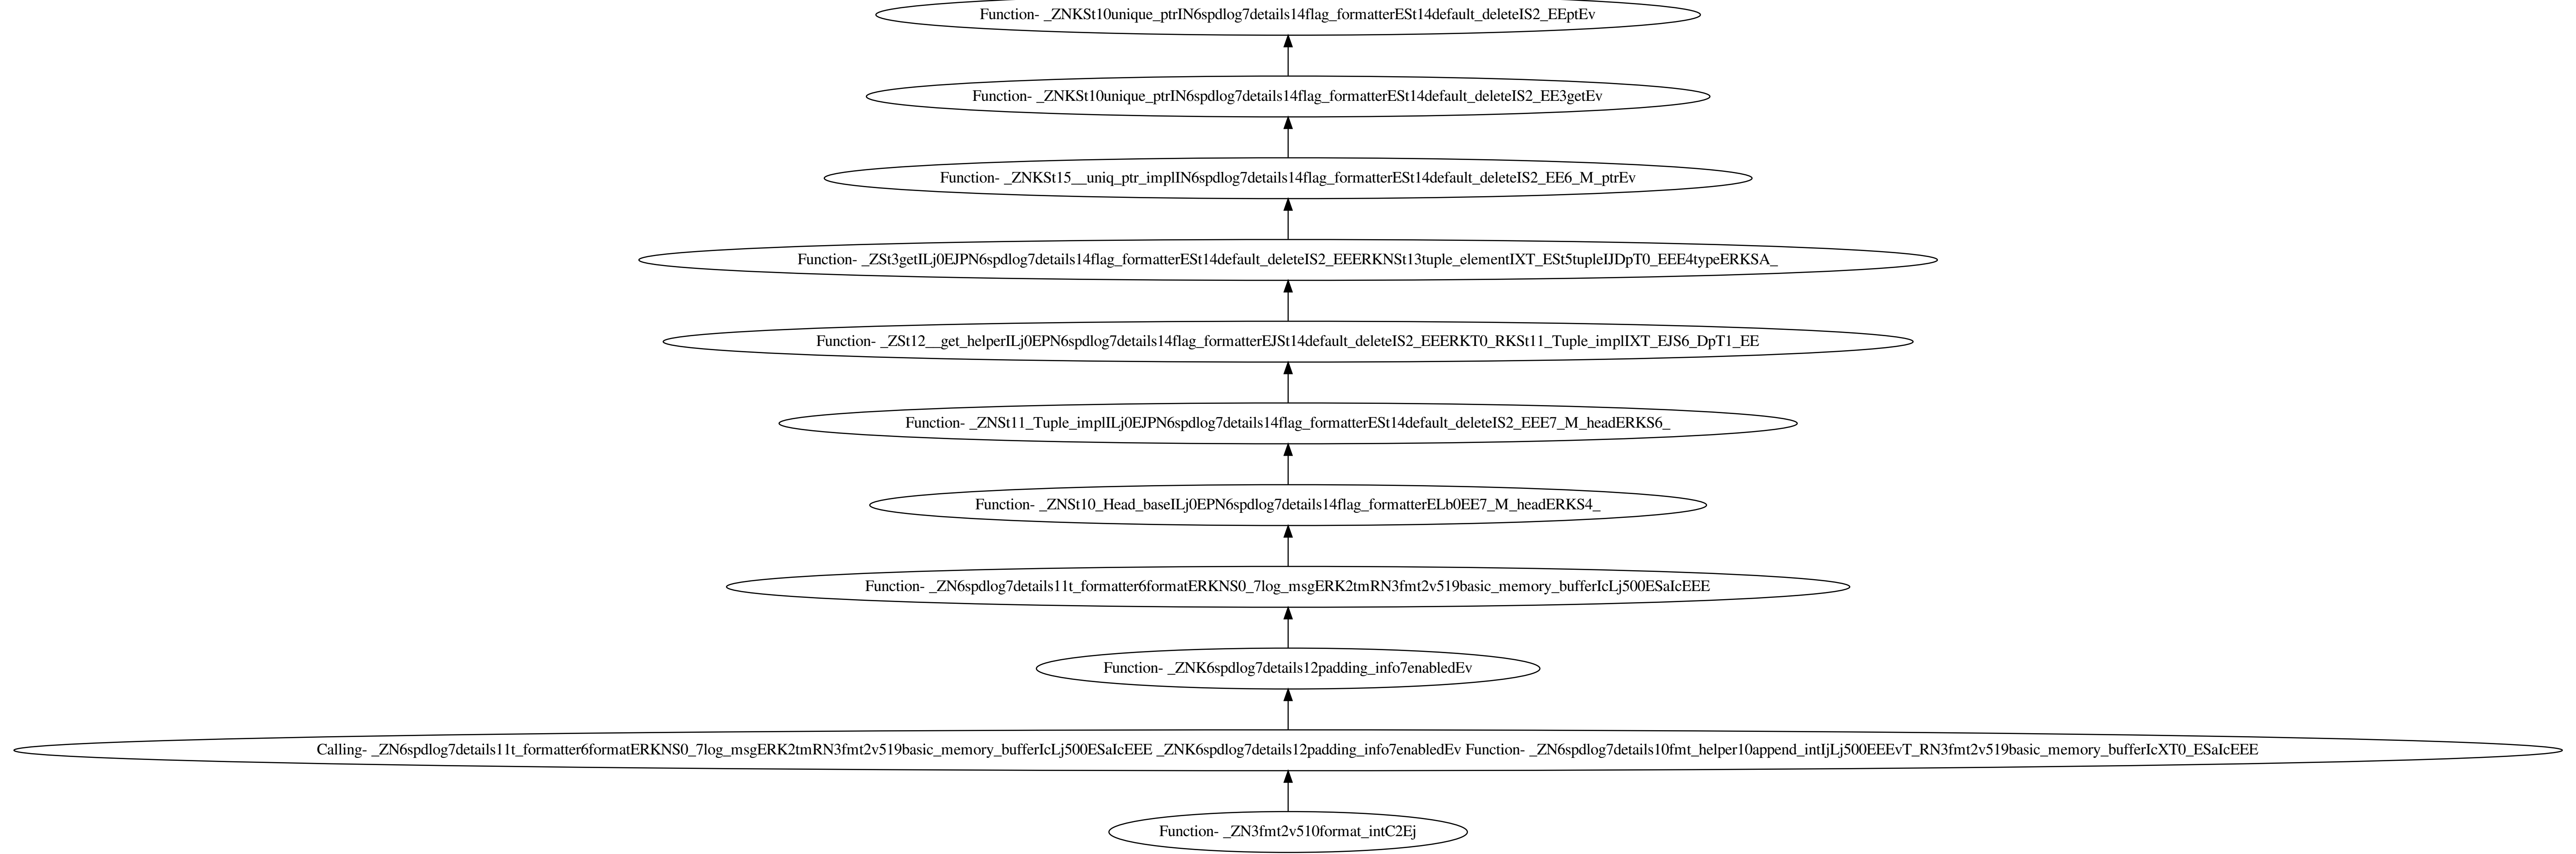 Function- _ZNKSt10unique_ptrIN6spdlog7details14flag_formatterESt14default_deleteIS2_EEptEv
Function- _ZNKSt10unique_ptrIN6spdlog7details14flag_formatterESt14default_deleteIS2_EE3getEv
Function- _ZNKSt15__uniq_ptr_implIN6spdlog7details14flag_formatterESt14default_deleteIS2_EE6_M_ptrEv
Function- _ZSt3getILj0EJPN6spdlog7details14flag_formatterESt14default_deleteIS2_EEERKNSt13tuple_elementIXT_ESt5tupleIJDpT0_EEE4typeERKSA_
Function- _ZSt12__get_helperILj0EPN6spdlog7details14flag_formatterEJSt14default_deleteIS2_EEERKT0_RKSt11_Tuple_implIXT_EJS6_DpT1_EE
Function- _ZNSt11_Tuple_implILj0EJPN6spdlog7details14flag_formatterESt14default_deleteIS2_EEE7_M_headERKS6_
Function- _ZNSt10_Head_baseILj0EPN6spdlog7details14flag_formatterELb0EE7_M_headERKS4_
Function- _ZN6spdlog7details11t_formatter6formatERKNS0_7log_msgERK2tmRN3fmt2v519basic_memory_bufferIcLj500ESaIcEEE
Function- _ZNK6spdlog7details12padding_info7enabledEv
Calling- _ZN6spdlog7details11t_formatter6formatERKNS0_7log_msgERK2tmRN3fmt2v519basic_memory_bufferIcLj500ESaIcEEE _ZNK6spdlog7details12padding_info7enabledEv Function- _ZN6spdlog7details10fmt_helper10append_intIjLj500EEEvT_RN3fmt2v519basic_memory_bufferIcXT0_ESaIcEEE
Function- _ZN3fmt2v510format_intC2Ej